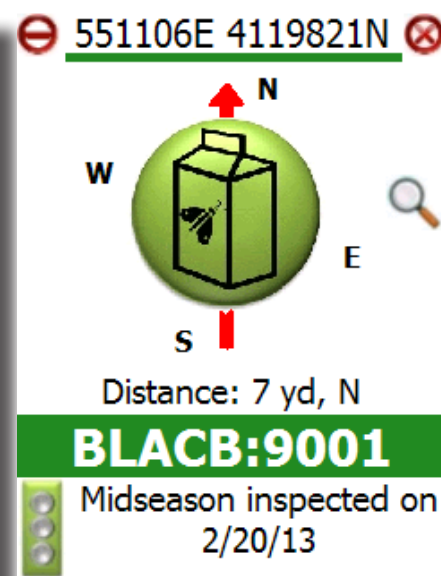 551106E 4119821N
N
W
E
S
Distance: 7 yd, N
BLACB:9001
Midseason inspected on
2/20/13